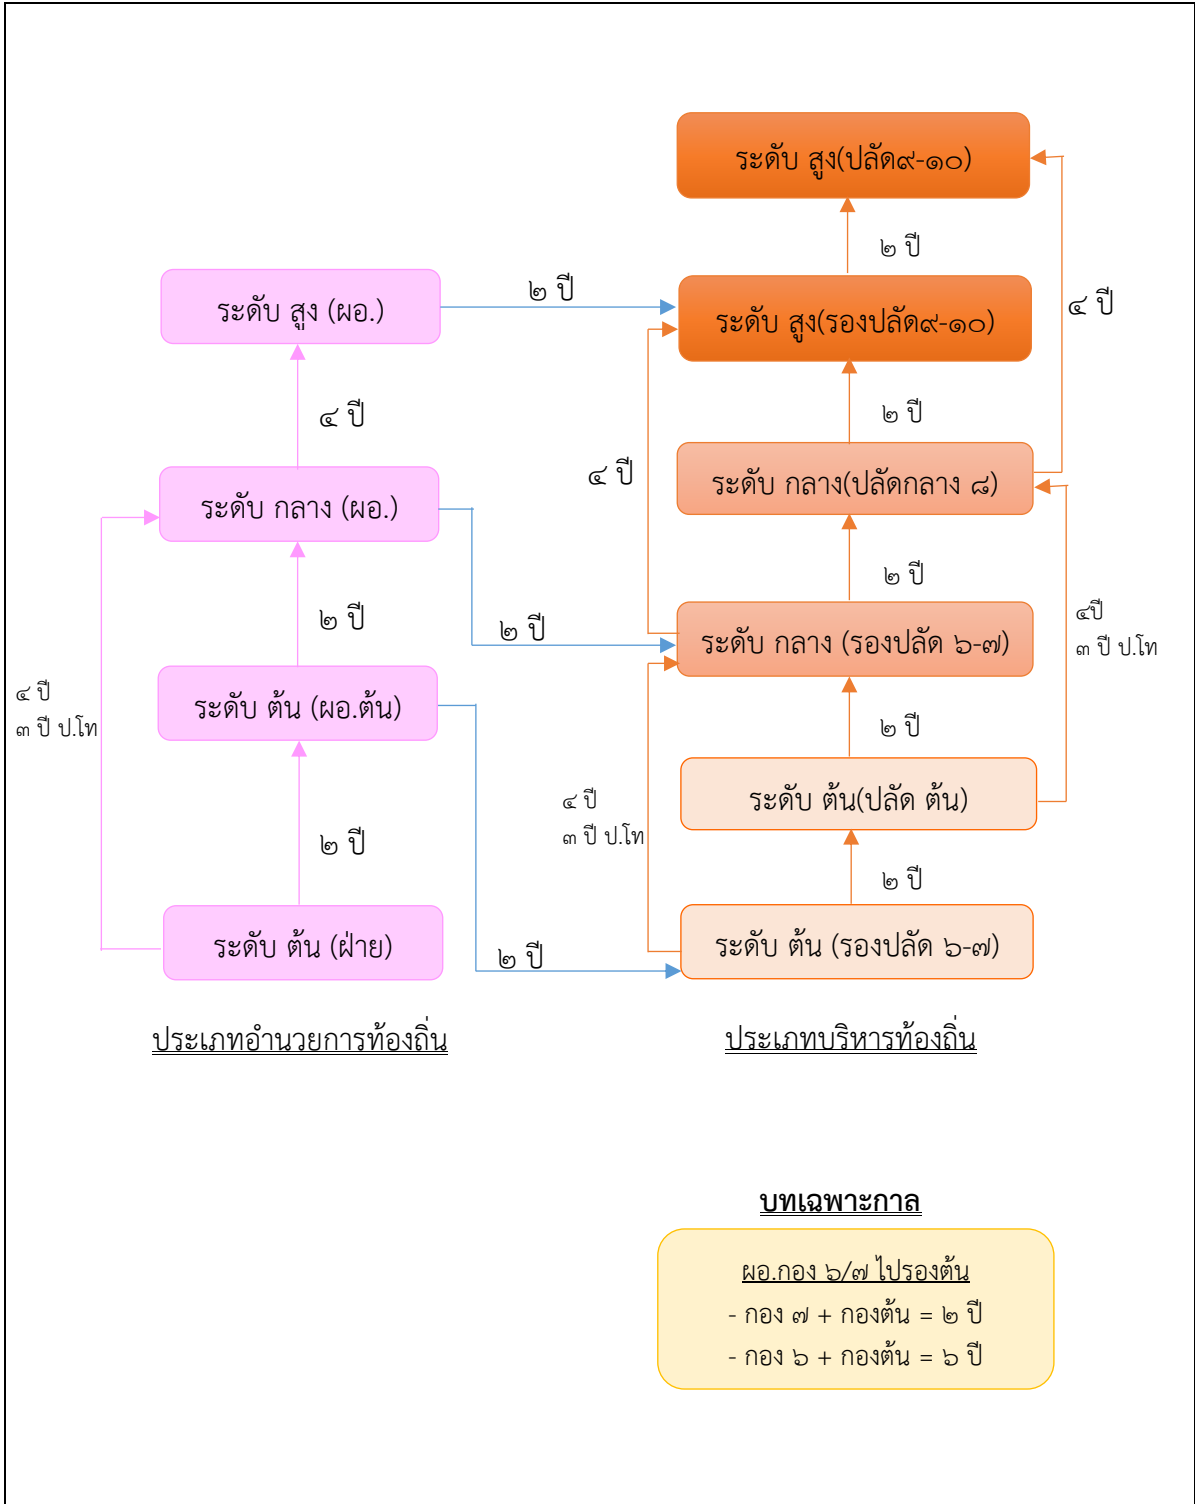 ระดับ สูง(ปลัด๙-๑๐)
๒ ปี
๔ ปี
ระดับ สูง (ผอ.)
๒ ปี
ระดับ สูง(รองปลัด๙-๑๐)
๔ ปี
๒ ปี
๔ ปี
ระดับ กลาง (ผอ.)
ระดับ กลาง(ปลัดกลาง ๘)
๒ ปี
๒ ปี
๒ ปี
ระดับ กลาง (รองปลัด ๖-๗)
๔ปี
๓ ปี ป.โท
๔ ปี
๓ ปี ป.โท
ระดับ ต้น (ผอ.ต้น)
๒ ปี
ระดับ ต้น(ปลัด ต้น)
๔ ปี
๓ ปี ป.โท
๒ ปี
๒ ปี
ระดับ ต้น (ฝ่าย)
๒ ปี
ระดับ ต้น (รองปลัด ๖-๗)
ประเภทอำนวยการท้องถิ่น
ประเภทบริหารท้องถิ่น
บทเฉพาะกาล
ผอ.กอง ๖/๗ ไปรองต้น
- กอง ๗ + กองต้น = ๒ ปี
- กอง ๖ + กองต้น = ๖ ปี